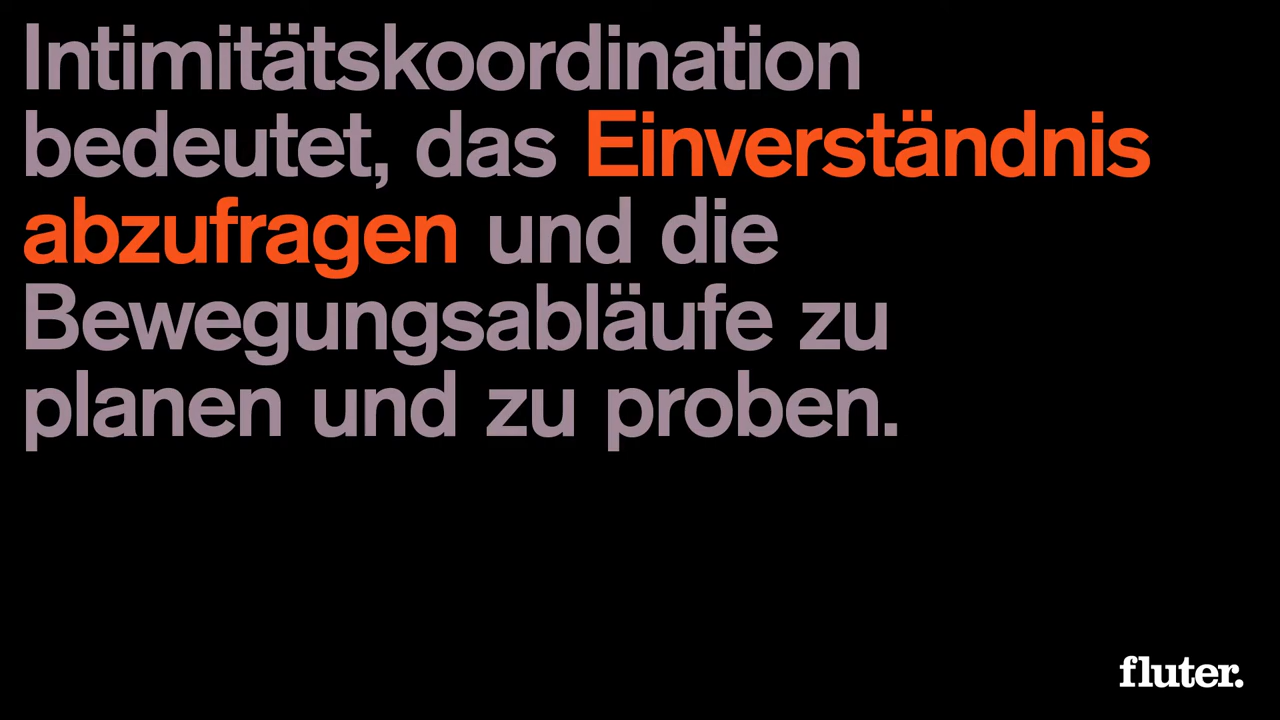 Intimitätskoordination
bedeutet, das Einverständnis
abzufragen und die
Bewegungsabläufe zu
planen und zu proben.
fluter.